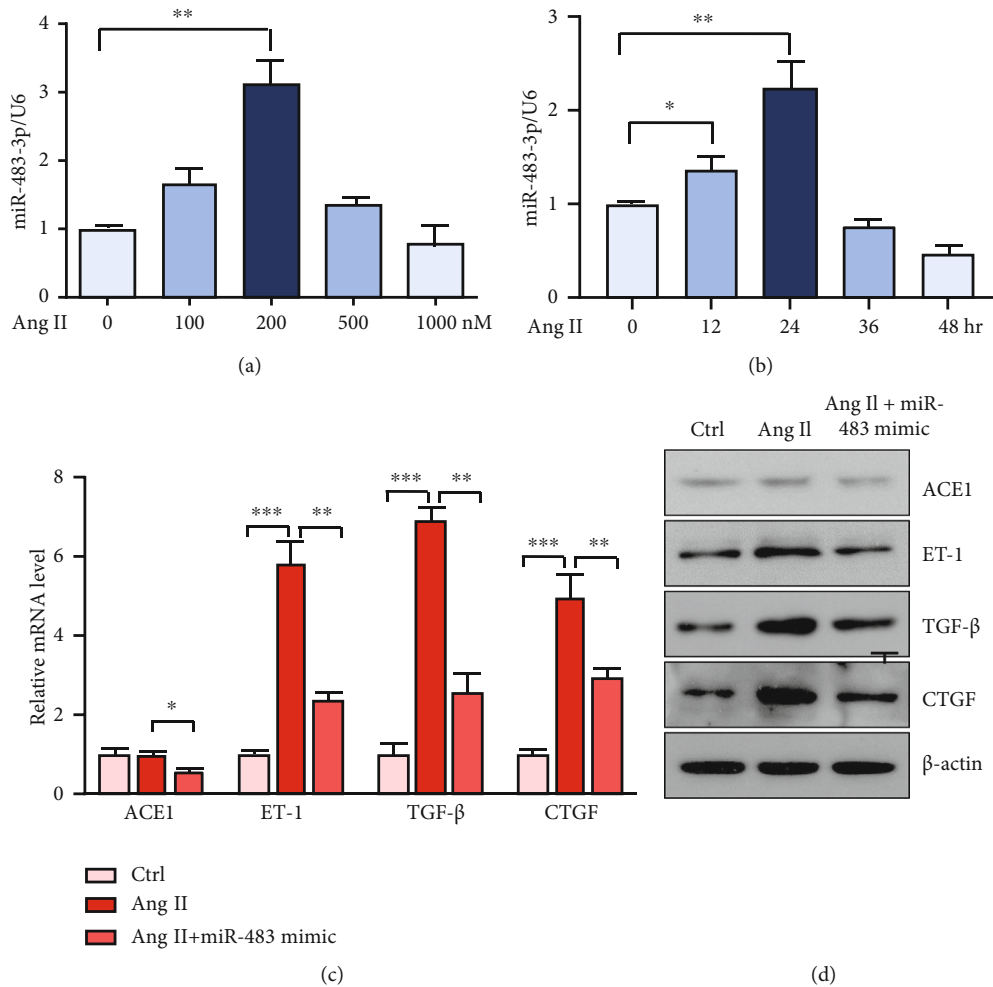 **
4
3
2
1
0
miR-483-3p/U6
Ang II 0 100 200 500 1000 nM
(a)
**
*
3
2
1
0
miR-483-3p/U6
Ang II 0 12 24 36 48 hr
(b)
8
6
4
2
0
Relative mRNA level
*
*** **
*** **
*** **
ACE1 ET-1 TGF-β CTGF
Ctrl
Ang II
Ang II+miR-483 mimic
(c)
Ctrl Ang Il Ang Il + miR-
483 mimic
ACE1
ET-1
TGF-β
CTGF
β-actin
(d)